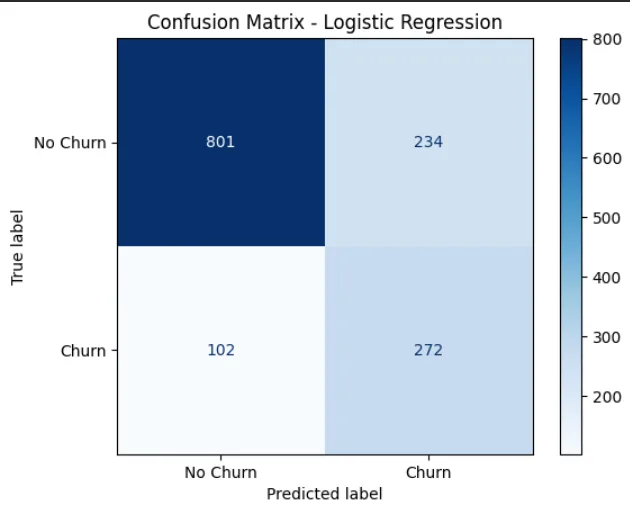 Confusion Matrix - Logistic Regression
True label
No Churn
801
234
Churn
102
272
No Churn
Churn
Predicted label
800
700
600
500
400
300
200